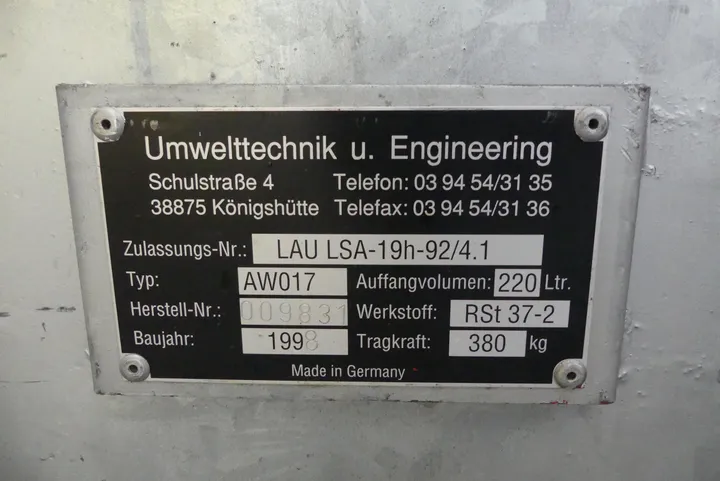 Umwelttechnik u. Engineering
Schulstraße 4 Telefon: 03 94 54/31 35
38875 Königshütte Telefax: 03 94 54/31 36
Zulassungs-Nr.: LAU LSA-19h-92/4.1
Typ: AW017 Auffangvolumen: 220 Ltr.
Herstell-Nr.: 009831 Werkstoff: RSt 37-2
Baujahr: 1998 Tragkraft: 380 kg
Made in Germany